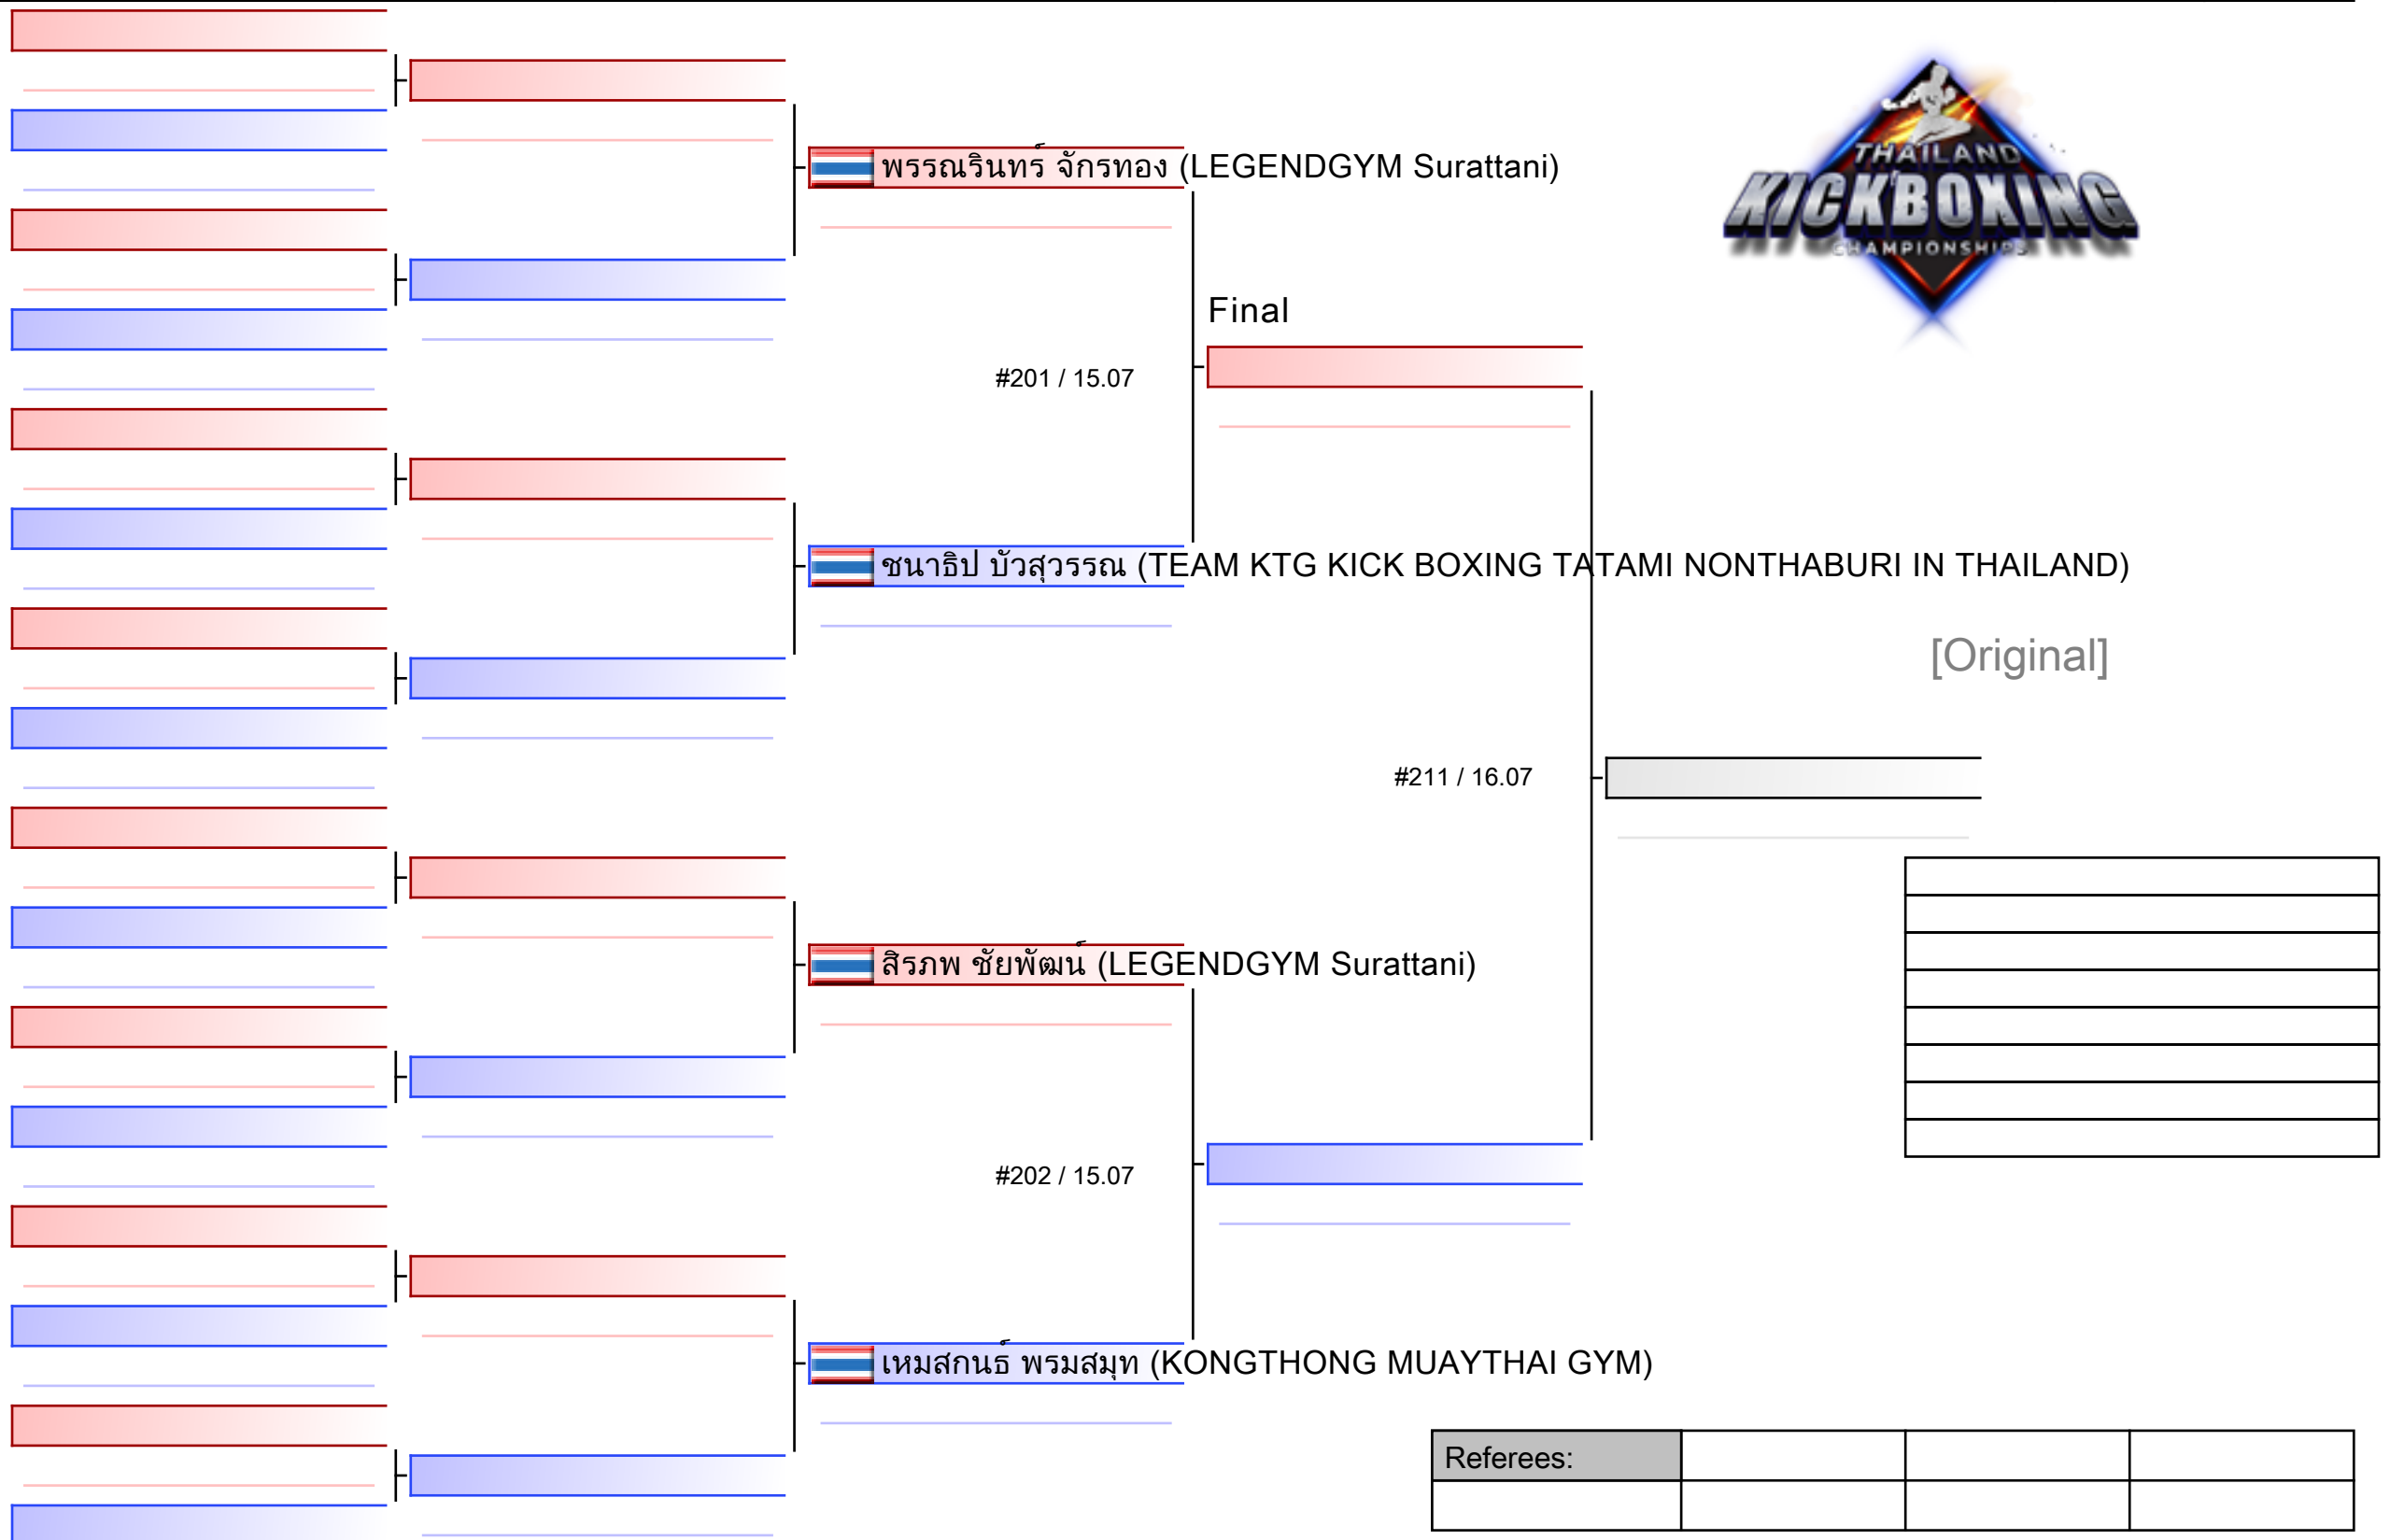 THAILAND
KICKBOXING
CHAMPIONSHIPS
พรรณรินทร์ จักรทอง (LEGENDGYM Surattani)
Final
#201 / 15.07
ชนาธิป บัวสุวรรณ (TEAM KTG KICK BOXING TATAMI NONTHABURI IN THAILAND)
[Original]
#211 / 16.07
สิรภพ ชัยพัฒน์ (LEGENDGYM Surattani)
#202 / 15.07
เหมสกนธ์ พรมสมุท (KONGTHONG MUAYTHAI GYM)
Referees: